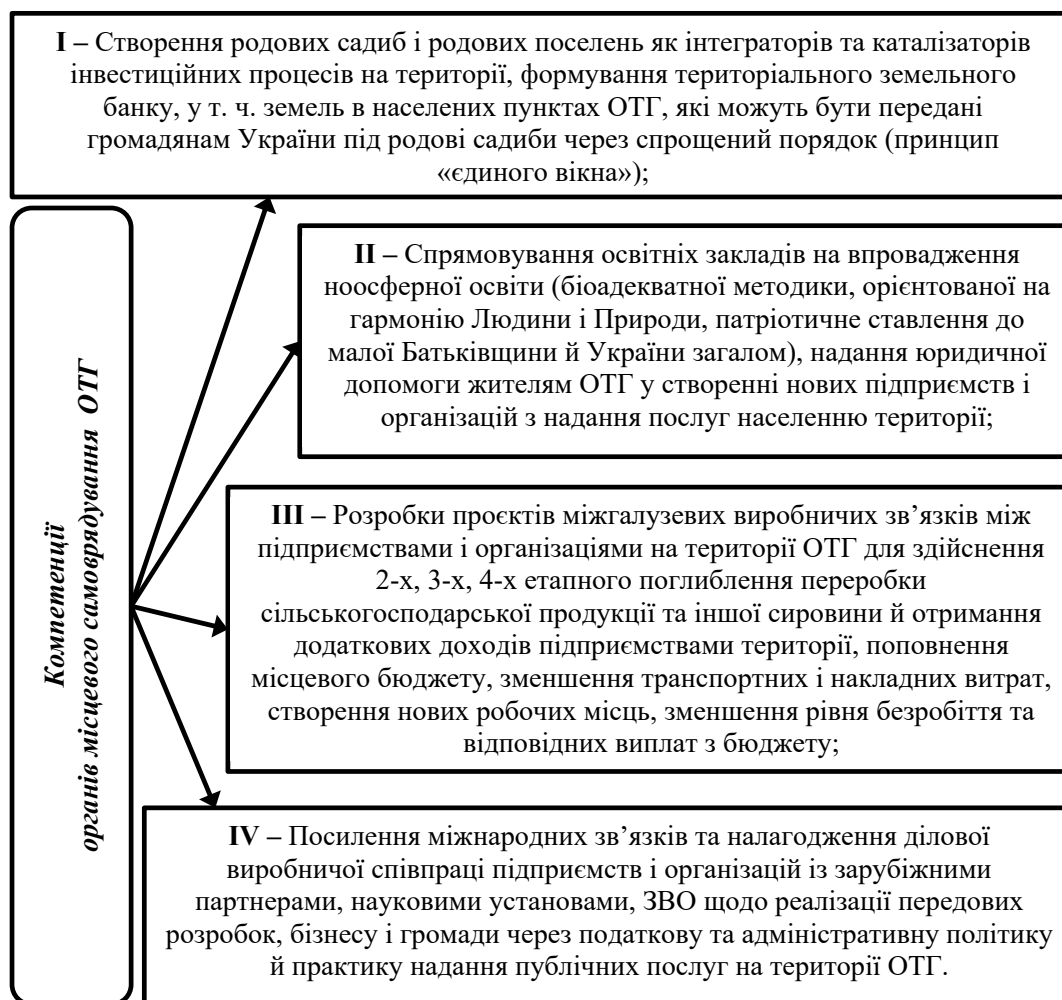 I – Створення родових садиб і родових поселень як інтеграторів та каталізаторів
інвестиційних процесів на території, формування територіального земельного
банку, у т. ч. земель в населених пунктах ОТГ, які можуть бути передані
громадянам України під родові садиби через спрощений порядок (принцип
«єдиного вікна»);
Компетенції
органів місцевого самоврядування ОТГ
II – Спрямовування освітніх закладів на впровадження
ноосферної освіти (біоадекватної методики, орієнтованої на
гармонію Людини і Природи, патріотичне ставлення до
малої Батьківщини й України загалом), надання юридичної
допомоги жителям ОТГ у створенні нових підприємств і
організацій з надання послуг населенню території;
III – Розробки проєктів міжгалузевих виробничих зв’язків між
підприємствами і організаціями на території ОТГ для здійснення
2-х, 3-х, 4-х етапного поглиблення переробки
сільськогосподарської продукції та іншої сировини й отримання
додаткових доходів підприємствами території, поповнення
місцевого бюджету, зменшення транспортних і накладних витрат,
створення нових робочих місць, зменшення рівня безробіття та
відповідних виплат з бюджету;
IV – Посилення міжнародних зв’язків та налагодження ділової
виробничої співпраці підприємств і організацій із зарубіжними
партнерами, науковими установами, ЗВО щодо реалізації передових
розробок, бізнесу і громади через податкову та адміністративну політику
й практику надання публічних послуг на території ОТГ.